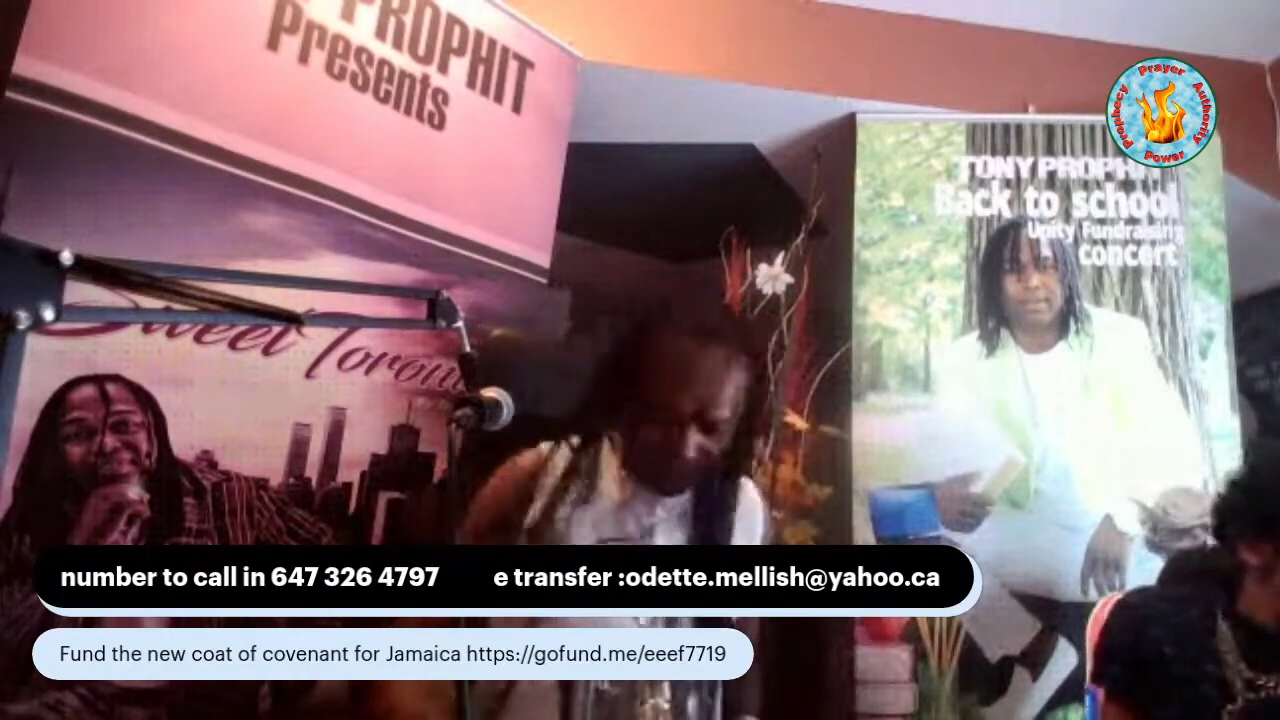 PROPHIT
Presents
Prayer
Authority
Power
Prophecy
TONY PROPHIT
Back to school
Unity Fundraising
concert
Sweet Toronto
number to call in 647 326 4797 e transfer :odette.mellish@yahoo.ca
Fund the new coat of covenant for Jamaica https://gofund.me/eeef7719